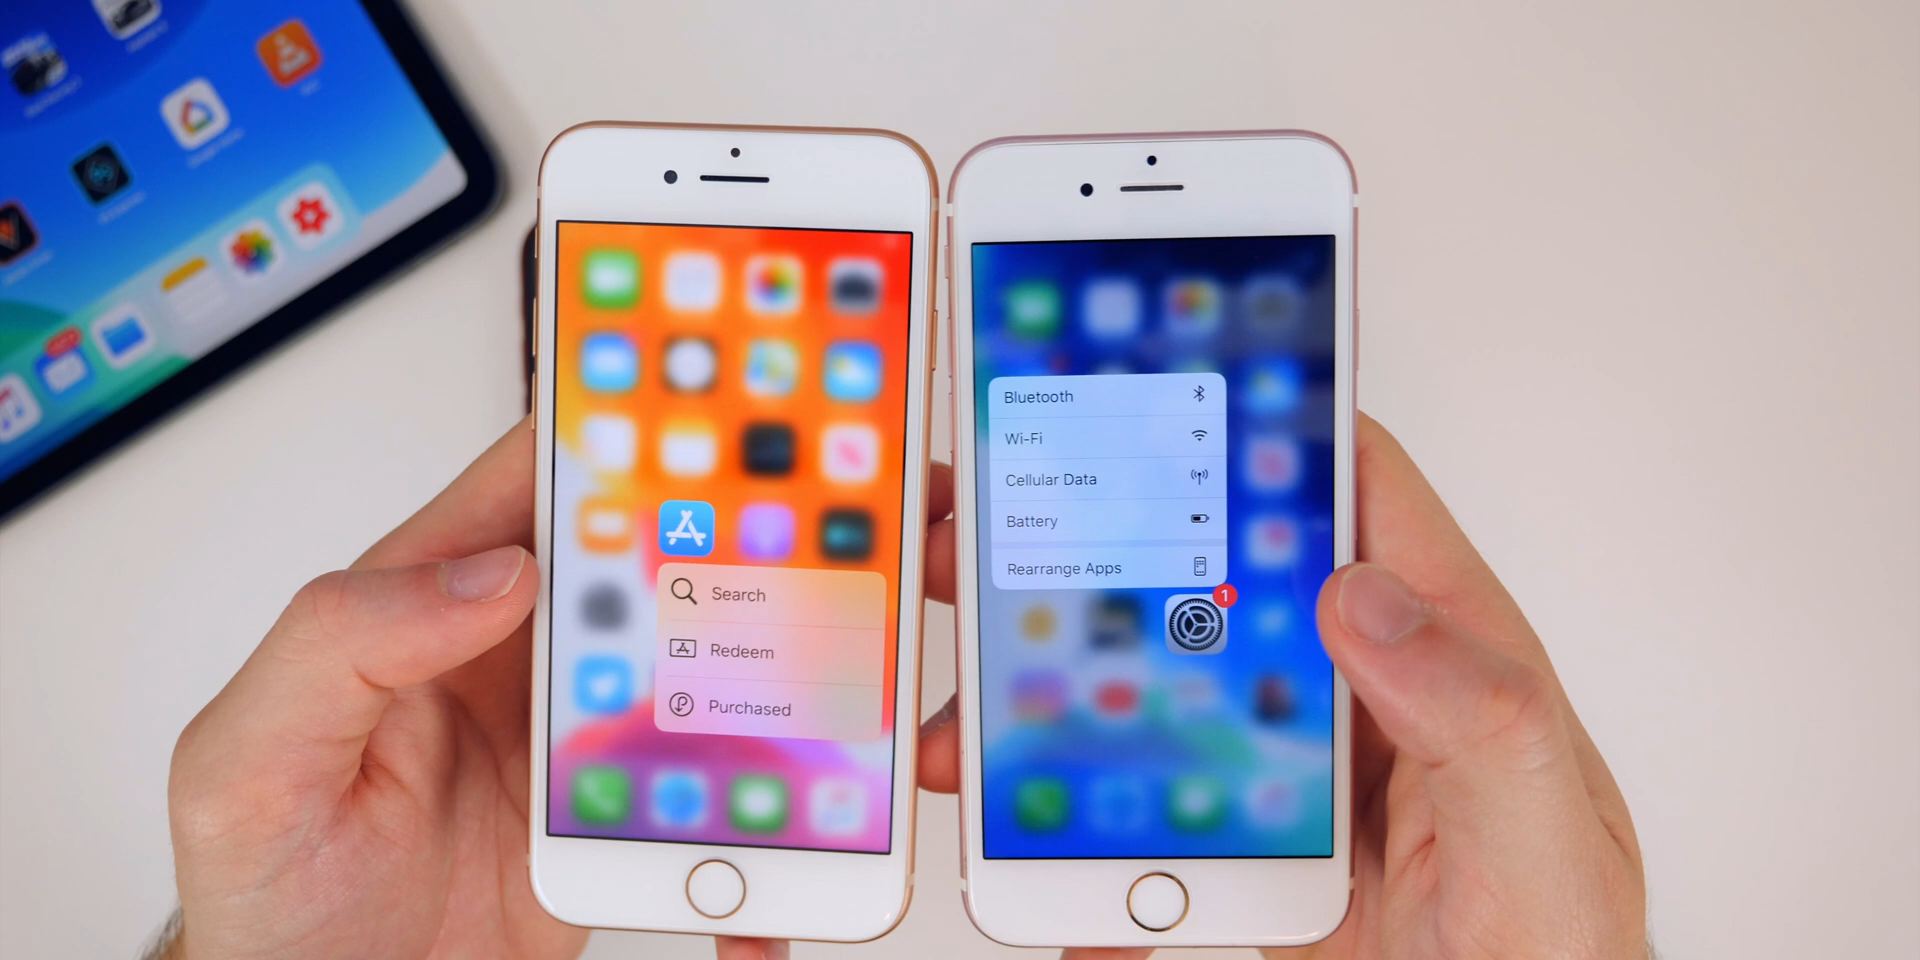 Search
Redeem
Purchased
Bluetooth
Wi-Fi
Cellular Data
Battery
Rearrange Apps
1